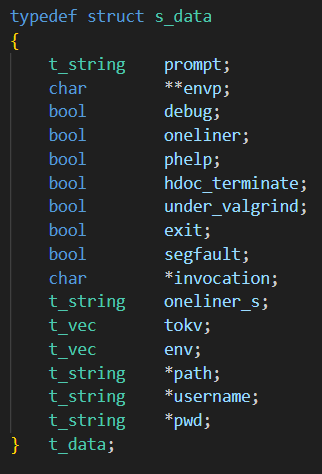 typedef struct s_data
{
t_string prompt;
char **envp;
bool debug;
bool oneliner;
bool phelp;
bool hdoc_terminate;
bool under_valgrind;
bool exit;
bool segfault;
char *invocation;
t_string oneliner_s;
t_vec tokv;
t_vec env;
t_string *path;
t_string *username;
t_string *pwd;
} t_data;